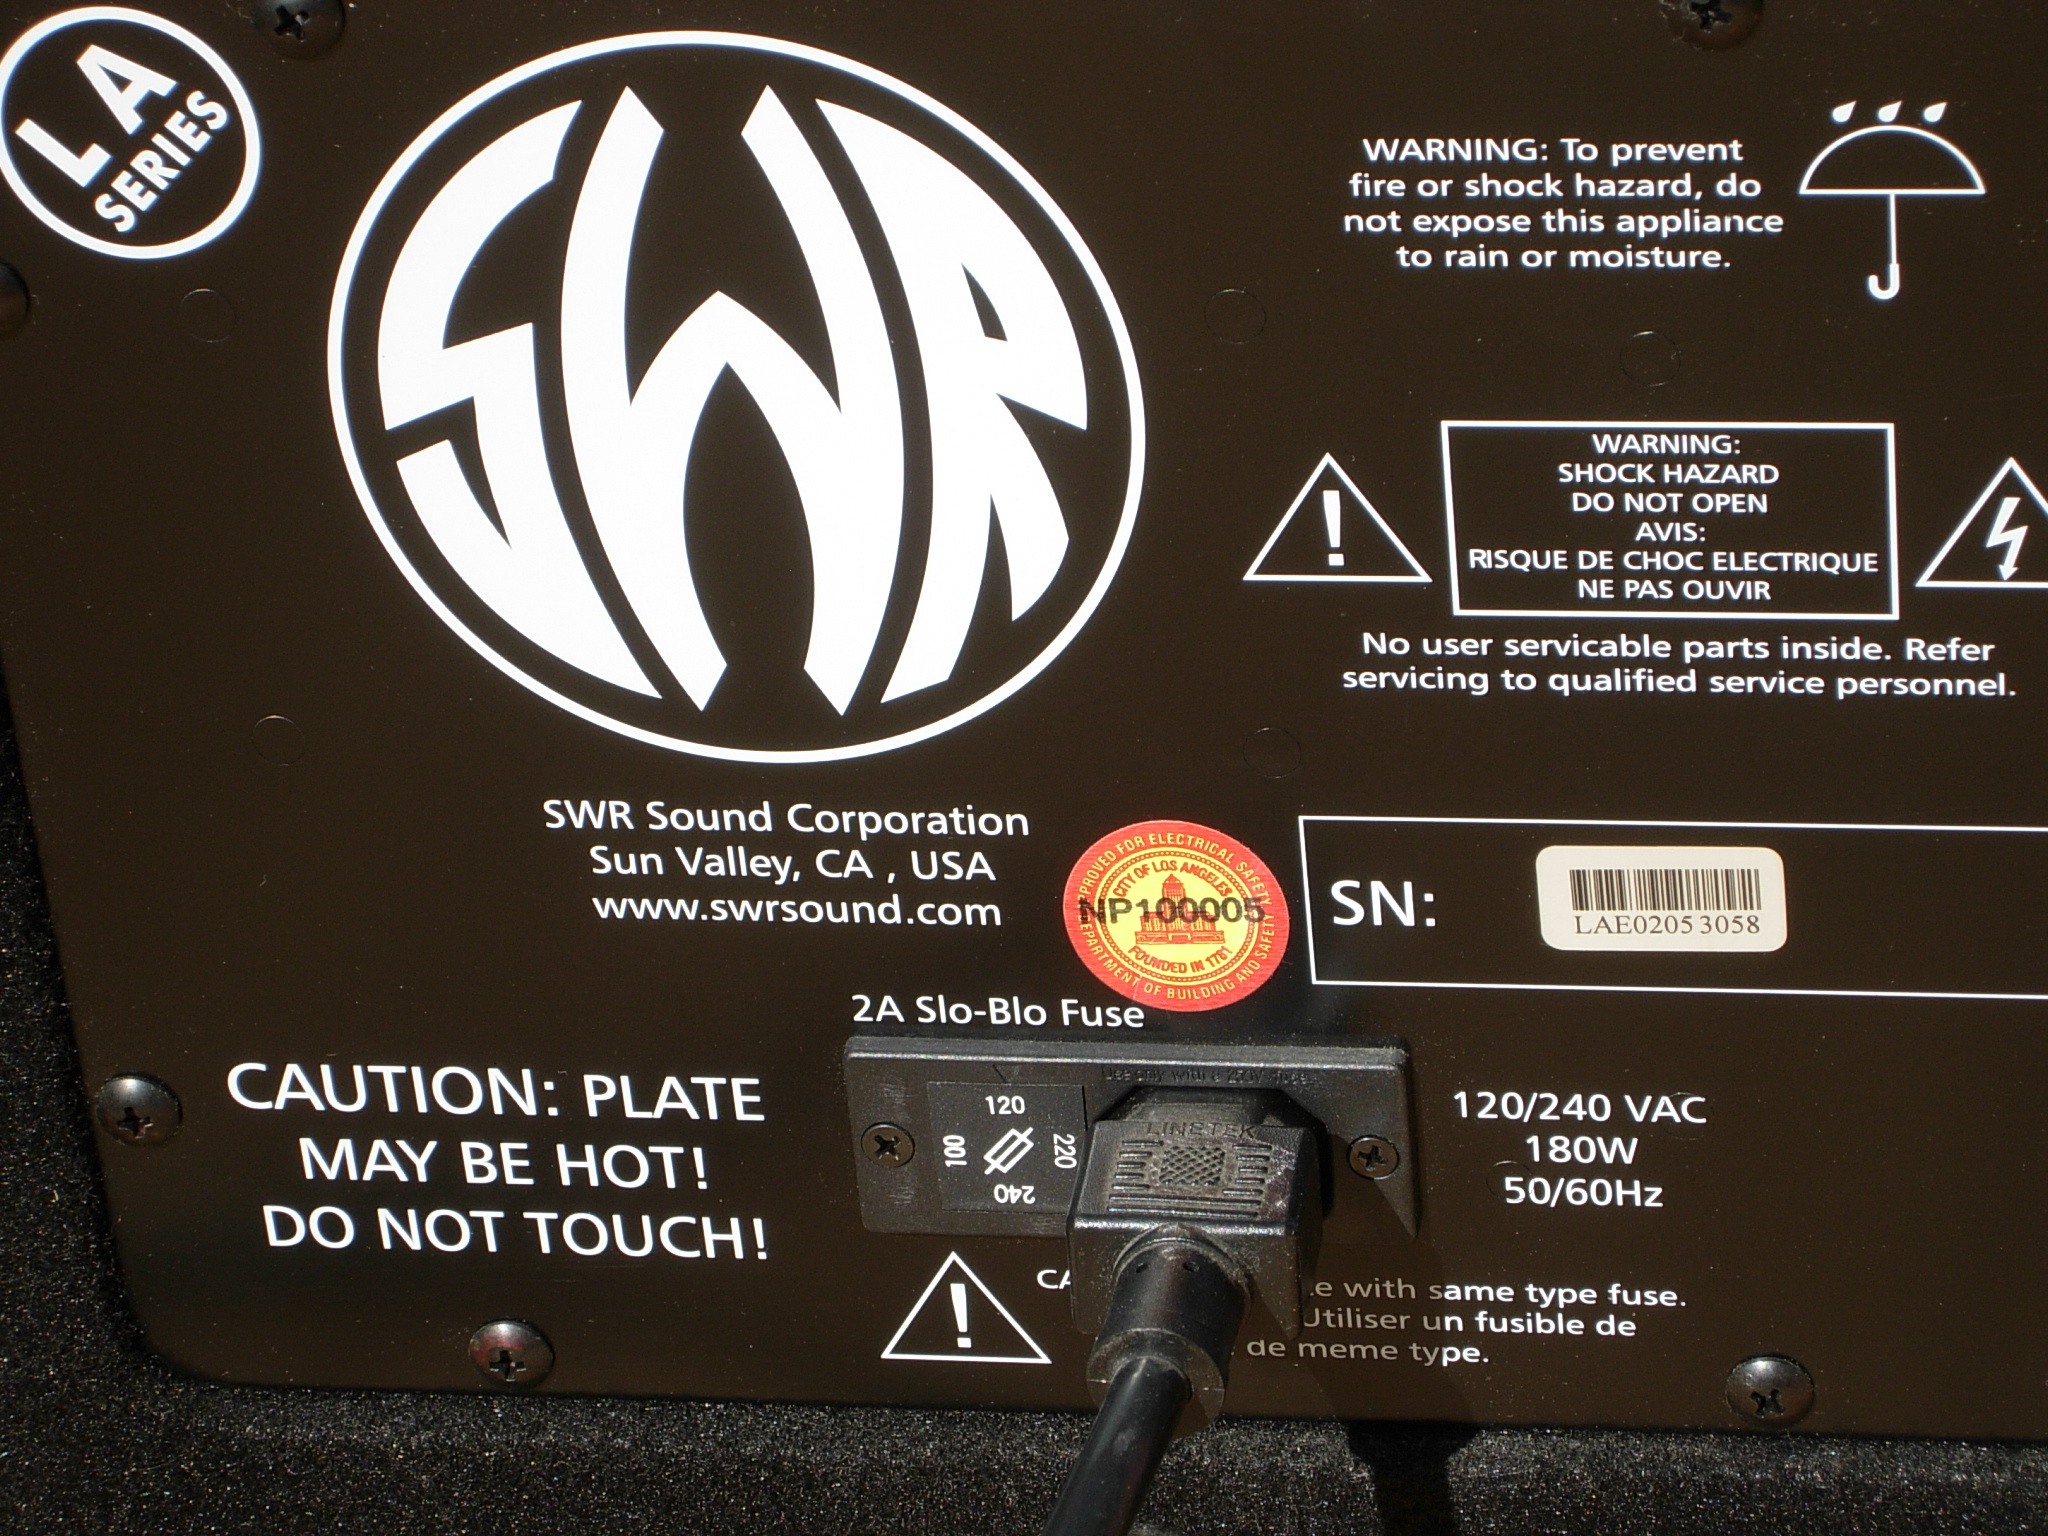 LA
SERIES
SWR
WARNING: To prevent
fire or shock hazard, do
not expose this appliance
to rain or moisture.
WARNING:
SHOCK HAZARD
DO NOT OPEN
AVIS:
RISQUE DE CHOC ELECTRIQUE
NE PAS OUVIR
No user servicable parts inside. Refer
servicing to qualified service personnel.
SWR Sound Corporation
Sun Valley, CA , USA
www.swrsound.com
APPROVED FOR ELECTRICAL SAFETY
CITY OF LOS ANGELES
NP100005
FOUNDED IN 1781
DEPARTMENT OF BUILDING AND SAFETY
SN:
LAE02053058
2A Slo-Blo Fuse
CAUTION: PLATE
MAY BE HOT!
DO NOT TOUCH!
120
100
220
240
LINETEK
120/240 VAC
180W
50/60Hz
with same type fuse.
Utiliser un fusible de
de meme type.